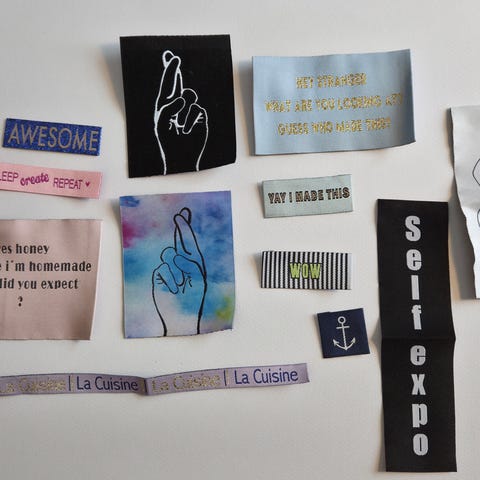 HEY STRANGER
WHAT ARE YOU LOOKING AT?
GUESS WHO MADE THIS?
AWESOME
YAY I MADE THIS
LEEP create REPEAT ♥
es honey
e i'm homemade
did you expect
?
WOW
Self expo
La Cuisine | La Cuisine | La Cuisine | La Cuisine